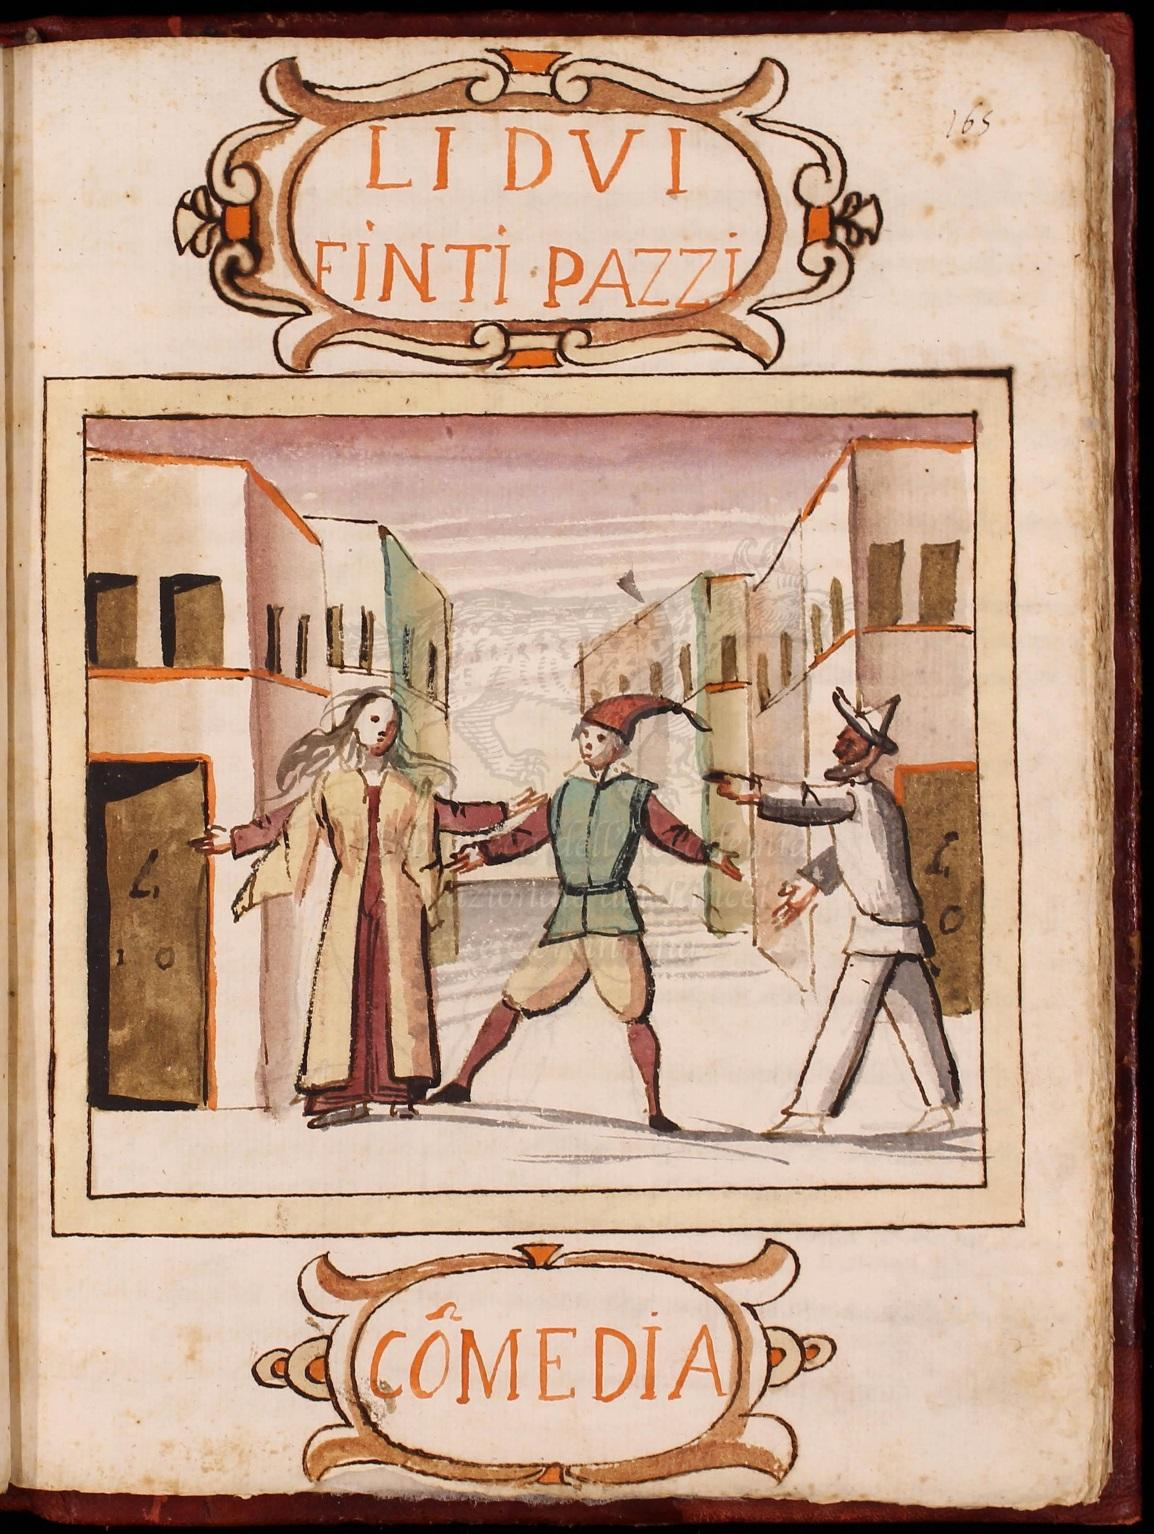 165
LI DVI
FINTI PAZZI
CÔMEDIA